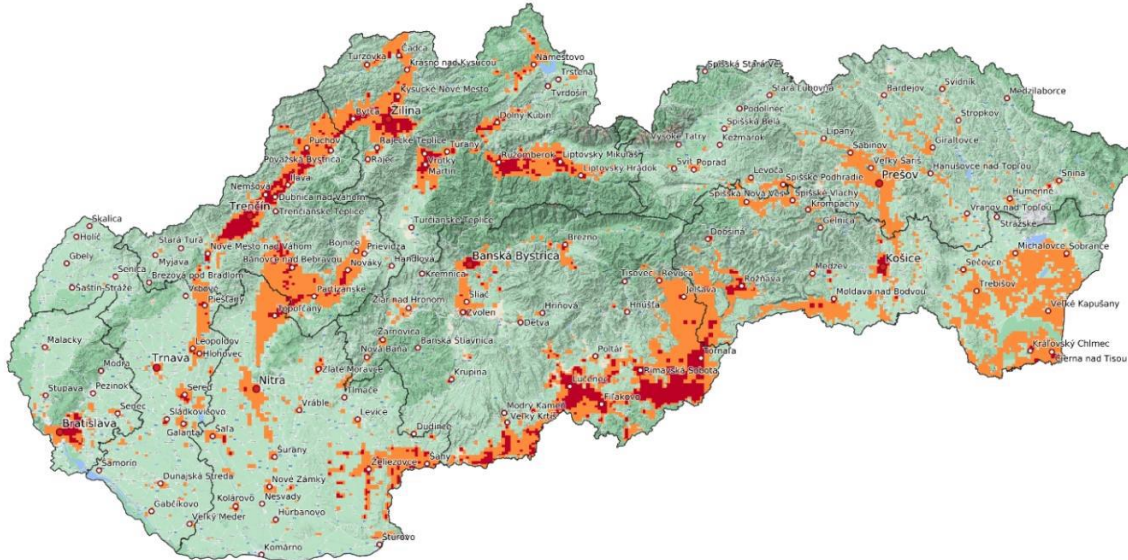 Turzovka
Čadca
Krásno nad Kysucou
Námestovo
Trstená
Tvrdošín
Kysucké Nové Mesto
Žilina
Bytča
Dolný Kubín
Spišská Stará Ves
Stará Ľubovňa
Podolínec
Spišská Belá
Kežmarok
Vysoké Tatry
Svit
Poprad
Bardejov
Svidník
Stropkov
Medzilaborce
Giraltovce
Lipany
Sabinov
Veľký Šariš
Prešov
Hanušovce nad Topľou
Snina
Humenné
Vranov nad Topľou
Strážske
Púchov
Považská Bystrica
Rajecké Teplice
Rajec
Turany
Vrútky
Martin
Ružomberok
Liptovský Mikuláš
Liptovský Hrádok
Levoča
Spišské Podhradie
Spišská Nová Ves
Spišské Vlachy
Krompachy
Gelnica
Ilava
Nemšová
Dubnica nad Váhom
Trenčín
Trenčianske Teplice
Turčianske Teplice
Skalica
Holíč
Gbely
Senica
Šaštín-Stráže
Stará Turá
Myjava
Brezová pod Bradlom
Nové Mesto nad Váhom
Vrbové
Piešťany
Bánovce nad Bebravou
Bojnice
Prievidza
Nováky
Handlová
Partizánske
Topoľčany
Kremnica
Banská Bystrica
Brezno
Dobšiná
Žiar nad Hronom
Sliač
Zvolen
Hriňová
Detva
Tisovec
Revúca
Jelšava
Hnúšťa
Rožňava
Medzev
Moldava nad Bodvou
Košice
Sečovce
Trebišov
Michalovce
Sobrance
Veľké Kapušany
Kráľovský Chlmec
Čierna nad Tisou
Malacky
Modra
Stupava
Pezinok
Senec
Bratislava
Šamorín
Trnava
Leopoldov
Hlohovec
Sereď
Sládkovičovo
Galanta
Šaľa
Nitra
Zlaté Moravce
Vráble
Žarnovica
Nová Baňa
Banská Štiavnica
Krupina
Tlmače
Levice
Dudince
Šahy
Želiezovce
Modrý Kameň
Veľký Krtíš
Poltár
Lučenec
Fiľakovo
Rimavská Sobota
Tornaľa
Šurany
Nové Zámky
Nesvady
Hurbanovo
Kolárovo
Dunajská Streda
Gabčíkovo
Veľký Meder
Komárno
Štúrovo